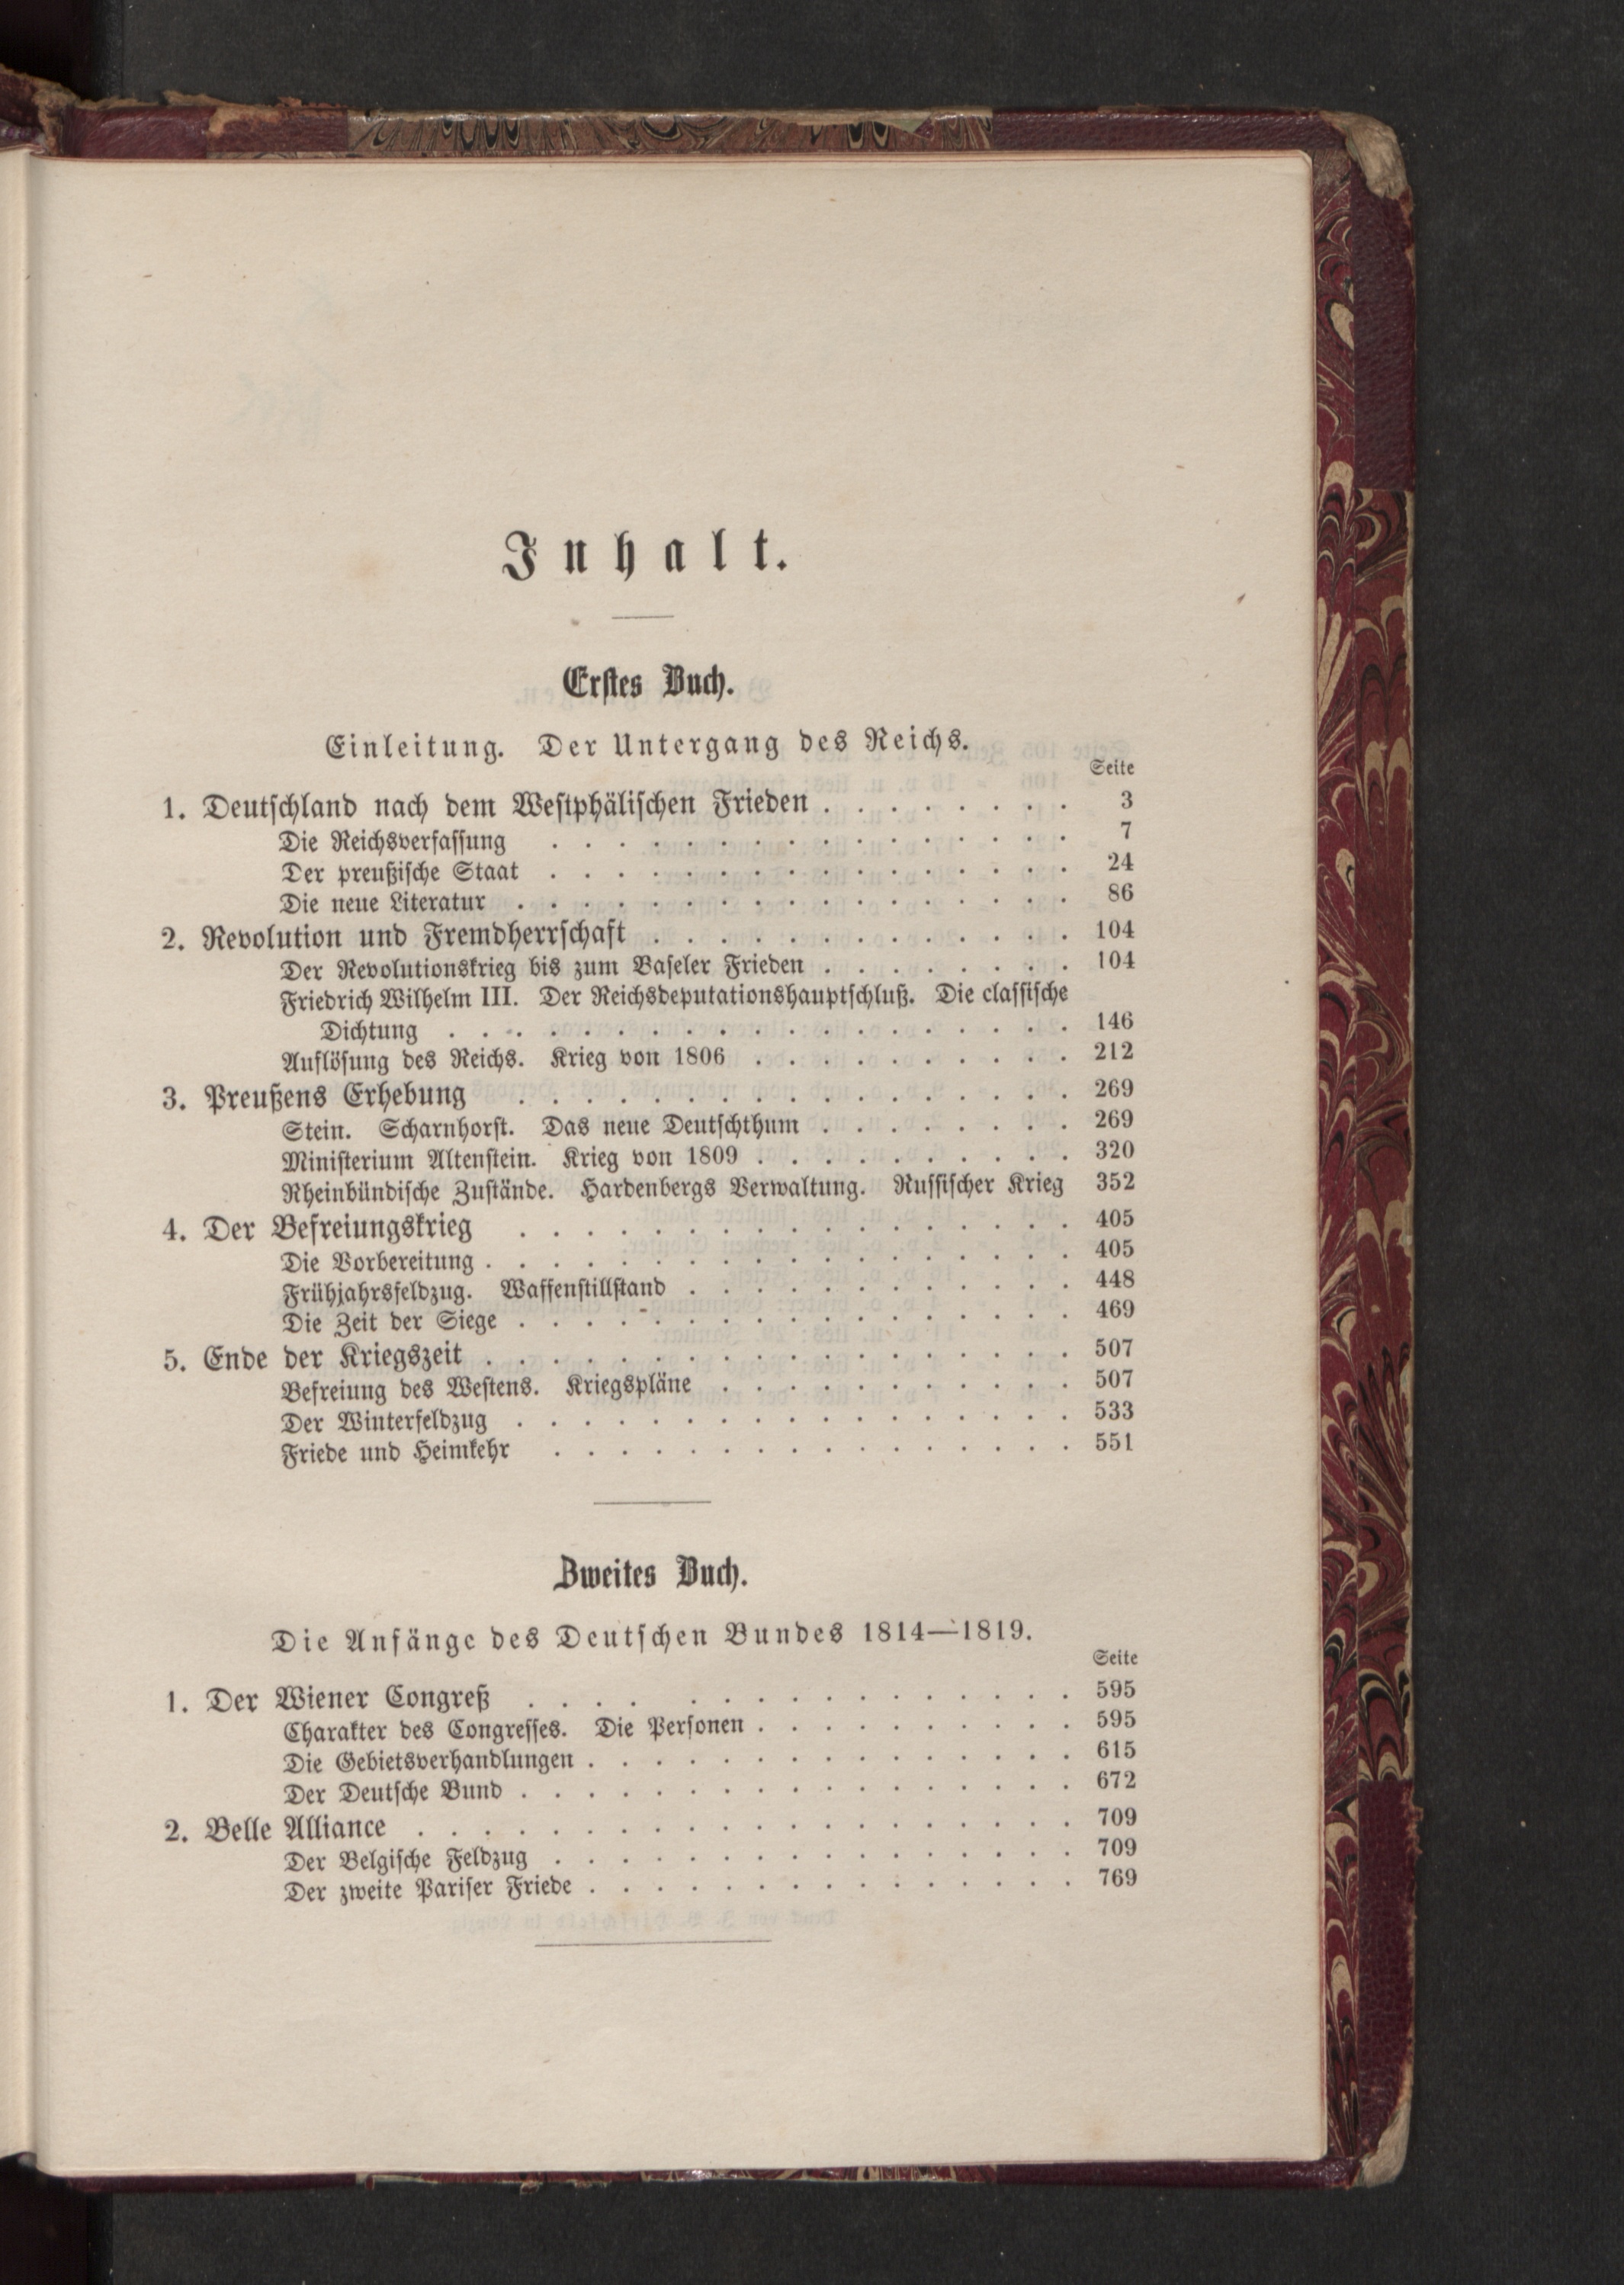 Inhalt.
Erstes Buch.
Einleitung. Der Untergang des Reichs.
Seite
1. Deutschland nach dem Westphälischen Frieden . . . . . . . . 3
Die Reichsverfassung . . . . . . . . . . . . . . . . 7
Der preußische Staat . . . . . . . . . . . . . . . . 24
Die neue Literatur . . . . . . . . . . . . . . . . . 86
2. Revolution und Fremdherrschaft . . . . . . . . . . . . . 104
Der Revolutionskrieg bis zum Baseler Frieden . . . . . . . . 104
Friedrich Wilhelm III. Der Reichsdeputationshauptschluß. Die classische
Dichtung . . . . . . . . . . . . . . . . . . . 146
Auflösung des Reichs. Krieg von 1806 . . . . . . . . . . 212
3. Preußens Erhebung . . . . . . . . . . . . . . . . . 269
Stein. Scharnhorst. Das neue Deutschthum . . . . . . . . 269
Ministerium Altenstein. Krieg von 1809 . . . . . . . . . . 320
Rheinbündische Zustände. Hardenbergs Verwaltung. Russischer Krieg 352
4. Der Befreiungskrieg . . . . . . . . . . . . . . . . . 405
Die Vorbereitung . . . . . . . . . . . . . . . . . . 405
Frühjahrsfeldzug. Waffenstillstand . . . . . . . . . . . . 448
Die Zeit der Siege . . . . . . . . . . . . . . . . . 469
5. Ende der Kriegszeit . . . . . . . . . . . . . . . . . . 507
Befreiung des Westens. Kriegspläne . . . . . . . . . . . 507
Der Winterfeldzug . . . . . . . . . . . . . . . . . 533
Friede und Heimkehr . . . . . . . . . . . . . . . . 551
Zweites Buch.
Die Anfänge des Deutschen Bundes 1814—1819.
Seite
1. Der Wiener Congreß . . . . . . . . . . . . . . . . 595
Charakter des Congresses. Die Personen . . . . . . . . . . 595
Die Gebietsverhandlungen . . . . . . . . . . . . . . . 615
Der Deutsche Bund . . . . . . . . . . . . . . . . . 672
2. Belle Alliance . . . . . . . . . . . . . . . . . . . . 709
Der Belgische Feldzug . . . . . . . . . . . . . . . . 709
Der zweite Pariser Friede . . . . . . . . . . . . . . . 769